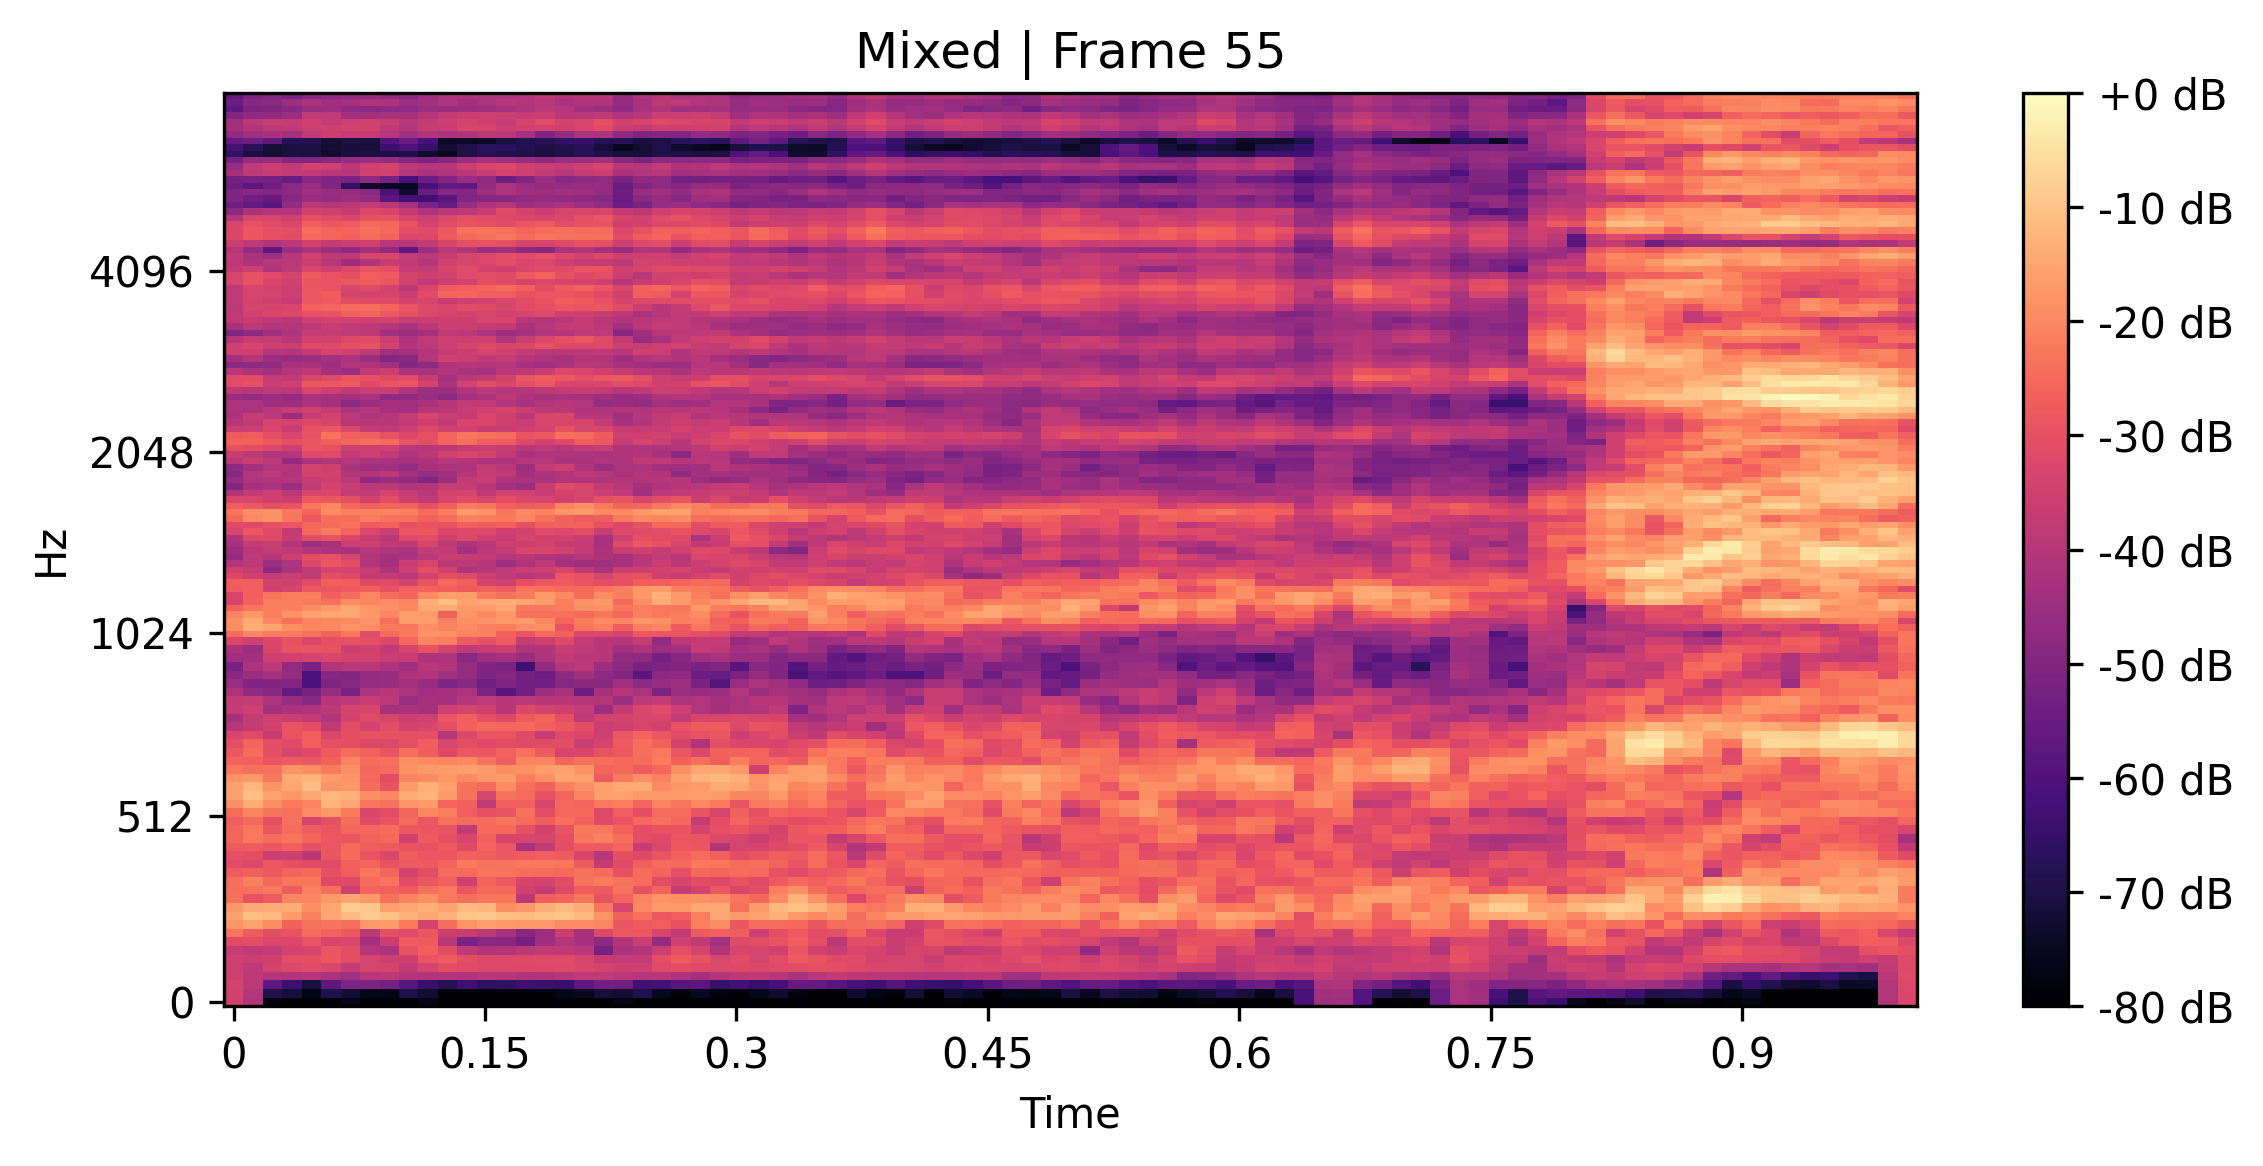 Mixed | Frame 55
Hz
4096
2048
1024
512
0
0 0.15 0.3 0.45 0.6 0.75 0.9
Time
+0 dB
-10 dB
-20 dB
-30 dB
-40 dB
-50 dB
-60 dB
-70 dB
-80 dB